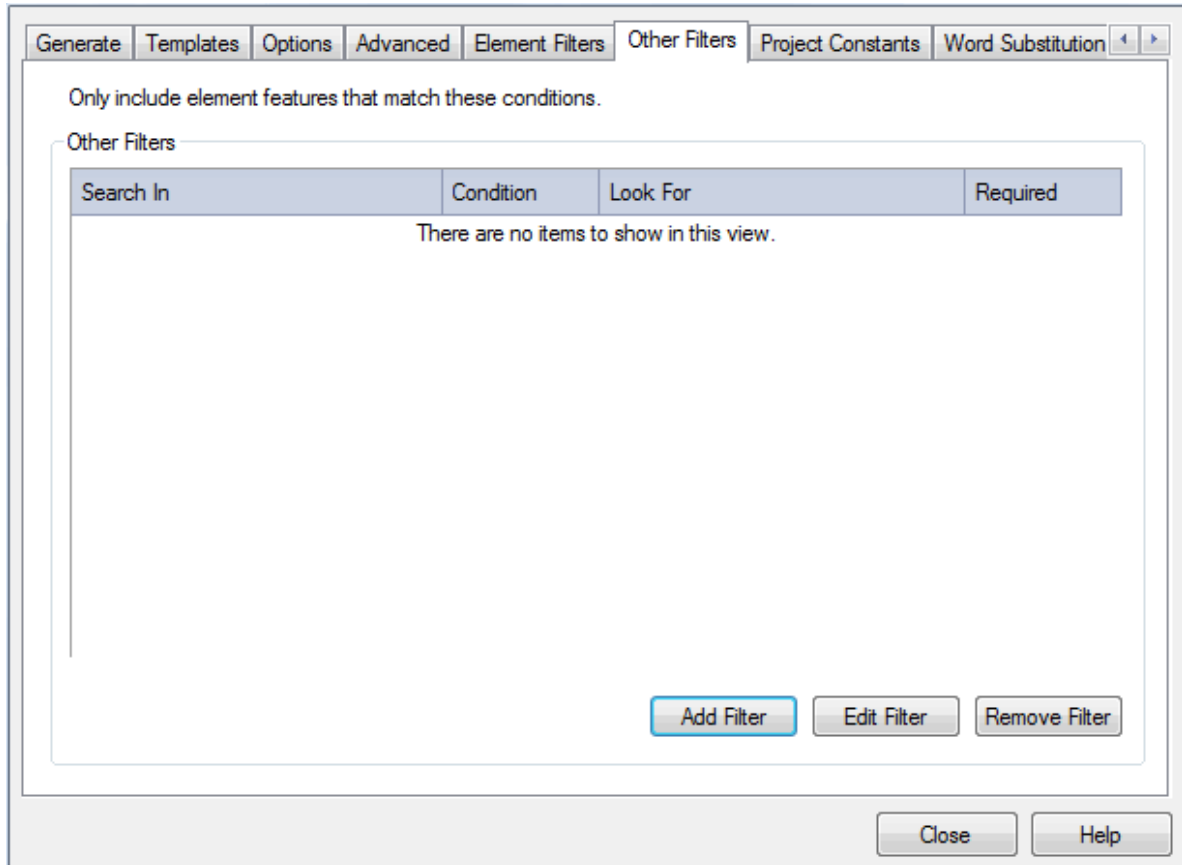 Generate Templates Options Advanced Element Filters Other Filters Project Constants Word Substitution
Only include element features that match these conditions.
Other Filters
Search In Condition Look For Required
There are no items to show in this view.
Add Filter Edit Filter Remove Filter
Close Help